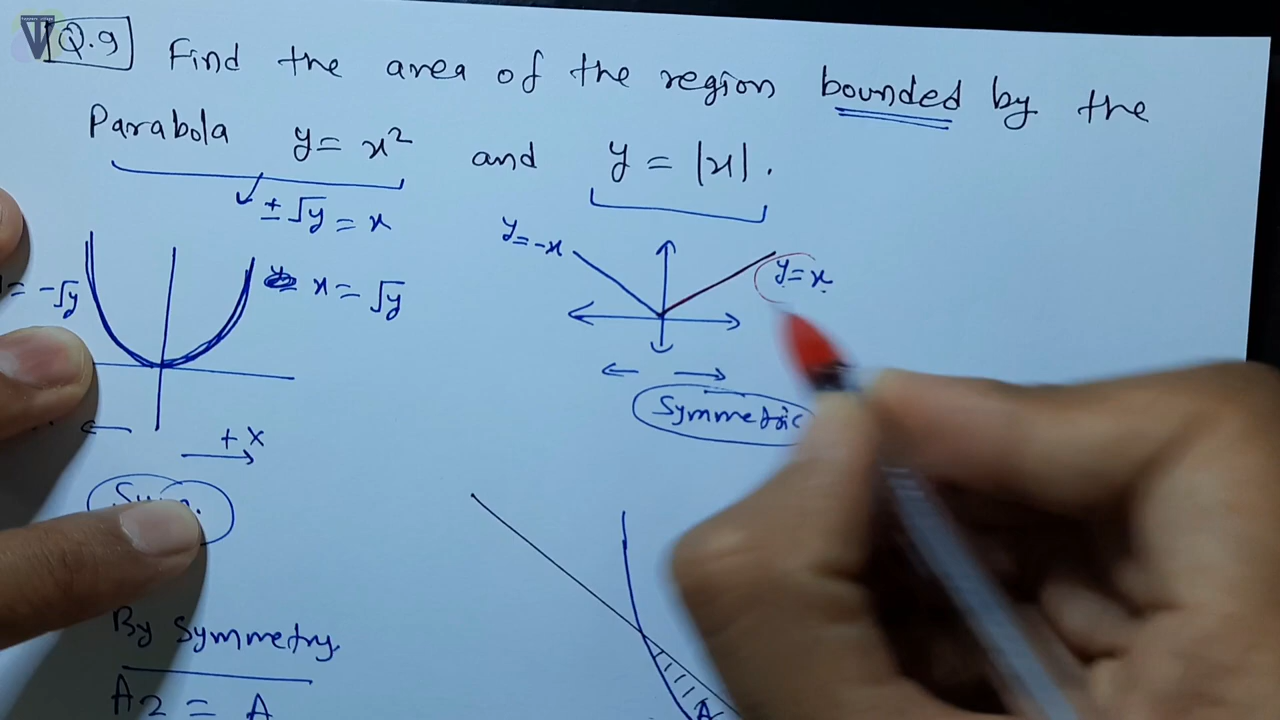 Q.9 Find the area of the region bounded by the
Parabola y = x² and y = |x|.
± √y = x
y = -x
y = x
= -√y
x = √y
+ x
Symmetric
By Symmetry
A2 = A
A